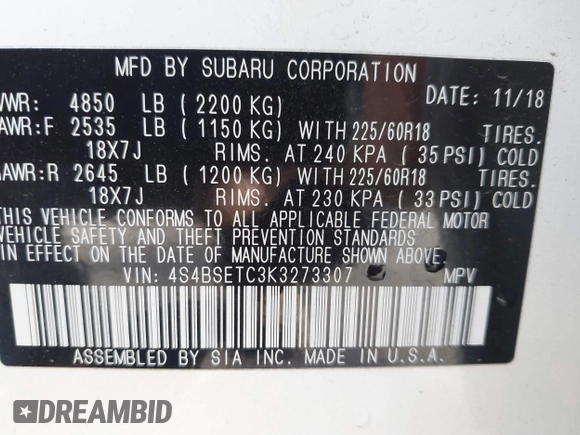 MFD BY SUBARU CORPORATION
VWR: 4850 LB (2200 KG) DATE: 11/18
AWR:F 2535 LB (1150 KG) WITH 225/60R18 TIRES.
18X7J RIMS. AT 240 KPA (35 PSI) COLD
AWR:R 2645 LB (1200 KG) WITH 225/60R18 TIRES.
18X7J RIMS. AT 230 KPA (33 PSI) COLD
THIS VEHICLE CONFORMS TO ALL APPLICABLE FEDERAL MOTOR
VEHICLE SAFETY AND THEFT PREVENTION STANDARDS
IN EFFECT ON THE DATE OF MANUFACTURE SHOWN ABOVE.
VIN: 4S4BSETC3K3273307 MPV
ASSEMBLED BY SIA INC. MADE IN U.S.A.
DREAMBID